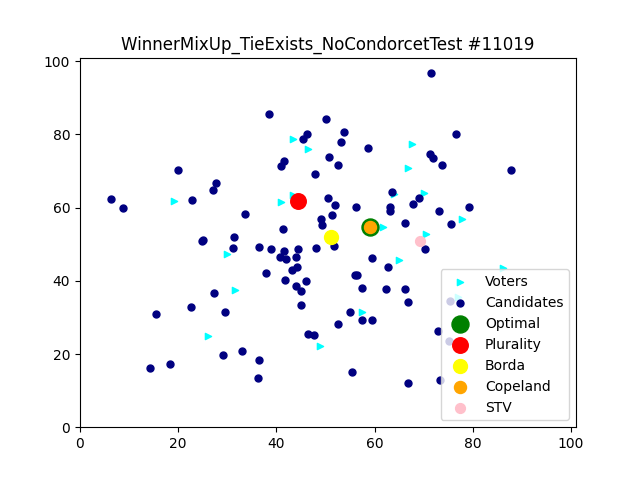 WinnerMixUp_TieExists_NoCondorcetTest #11019
100
80
60
40
20
0
0 20 40 60 80 100
Voters
Candidates
Optimal
Plurality
Borda
Copeland
STV